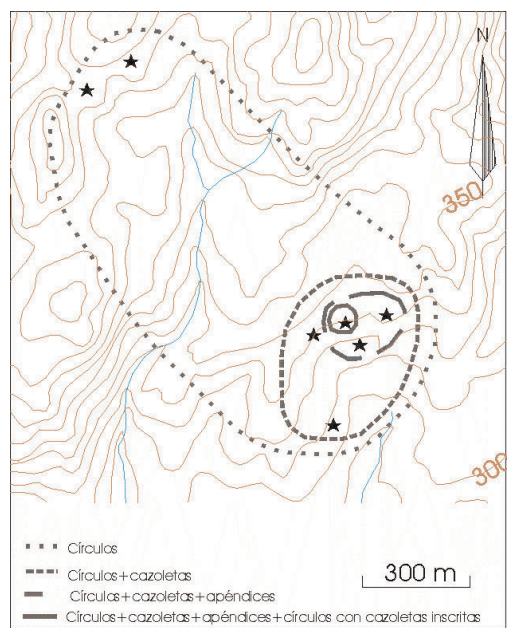 N
350
300
Círculos
Círculos+cazoletas
300 m
Círculos+cazoletas+apéndices
Círculos+cazoletas+apéndices+círculos con cazoletas inscritas